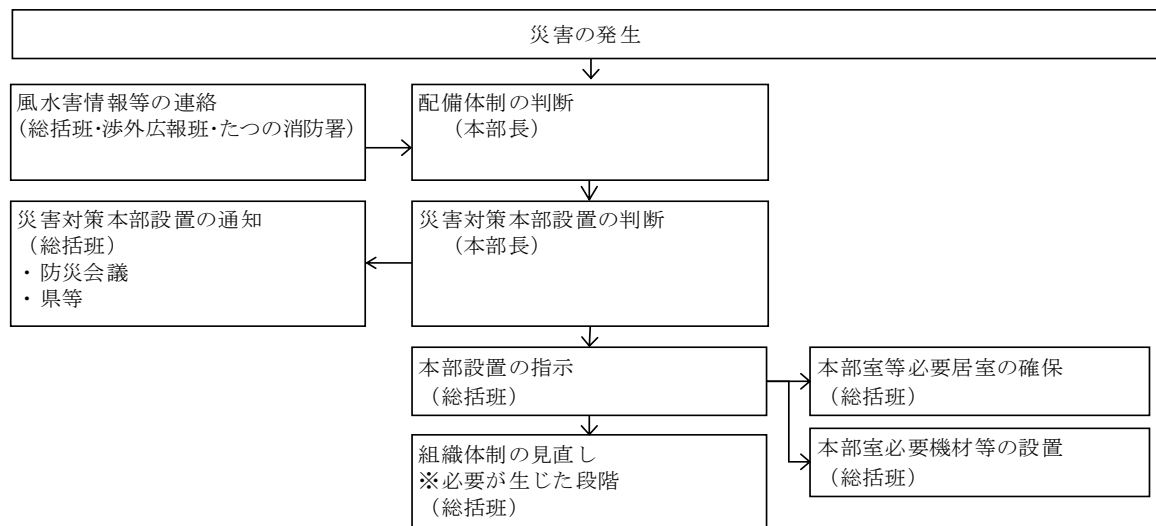 災害の発生
風水害情報等の連絡
（総括班・渉外広報班・たつの消防署）
配備体制の判断
（本部長）
災害対策本部設置の通知
（総括班）
・防災会議
・県等
災害対策本部設置の判断
（本部長）
本部設置の指示
（総括班）
本部室等必要居室の確保
（総括班）
組織体制の見直し
※必要が生じた段階
（総括班）
本部室必要機材等の設置
（総括班）